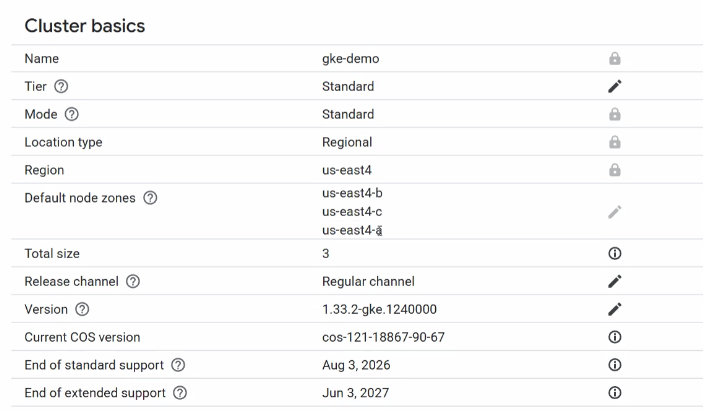 Cluster basics
Name gke-demo
Tier Standard
Mode Standard
Location type Regional
Region us-east4
Default node zones us-east4-b
us-east4-c
us-east4-a
Total size 3
Release channel Regular channel
Version 1.33.2-gke.1240000
Current COS version cos-121-18867-90-67
End of standard support Aug 3, 2026
End of extended support Jun 3, 2027